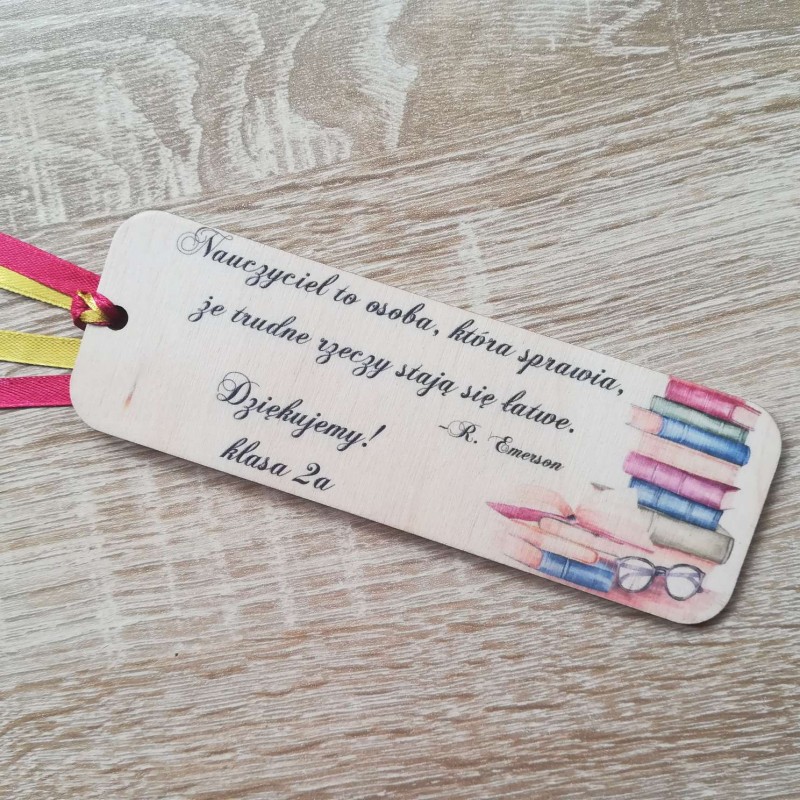 Nauczyciel to osoba, która sprawia,
że trudne rzeczy stają się łatwe.
-R. Emerson
Dziękujemy!
klasa 2a